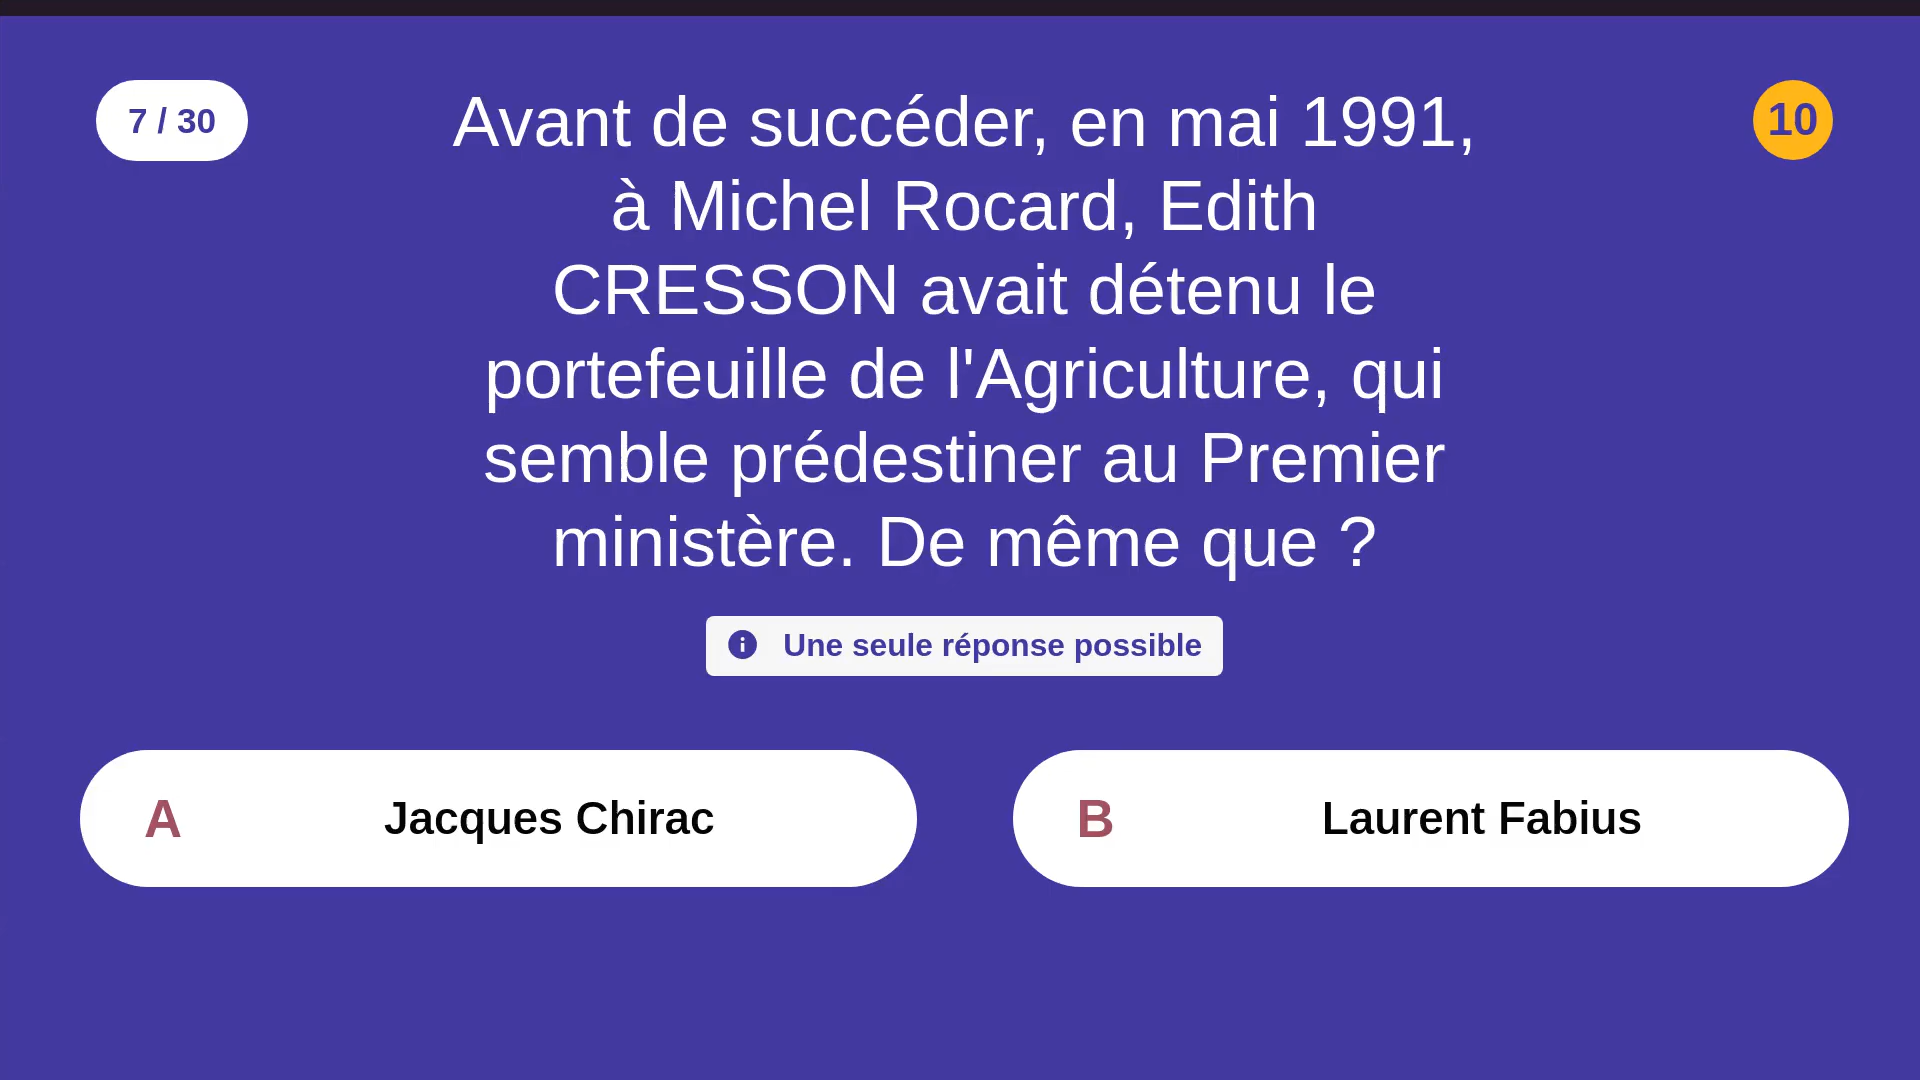 7 / 30
Avant de succéder, en mai 1991,
à Michel Rocard, Edith
CRESSON avait détenu le
portefeuille de l'Agriculture, qui
semble prédestiner au Premier
ministère. De même que ?
10
Une seule réponse possible
A Jacques Chirac
B Laurent Fabius